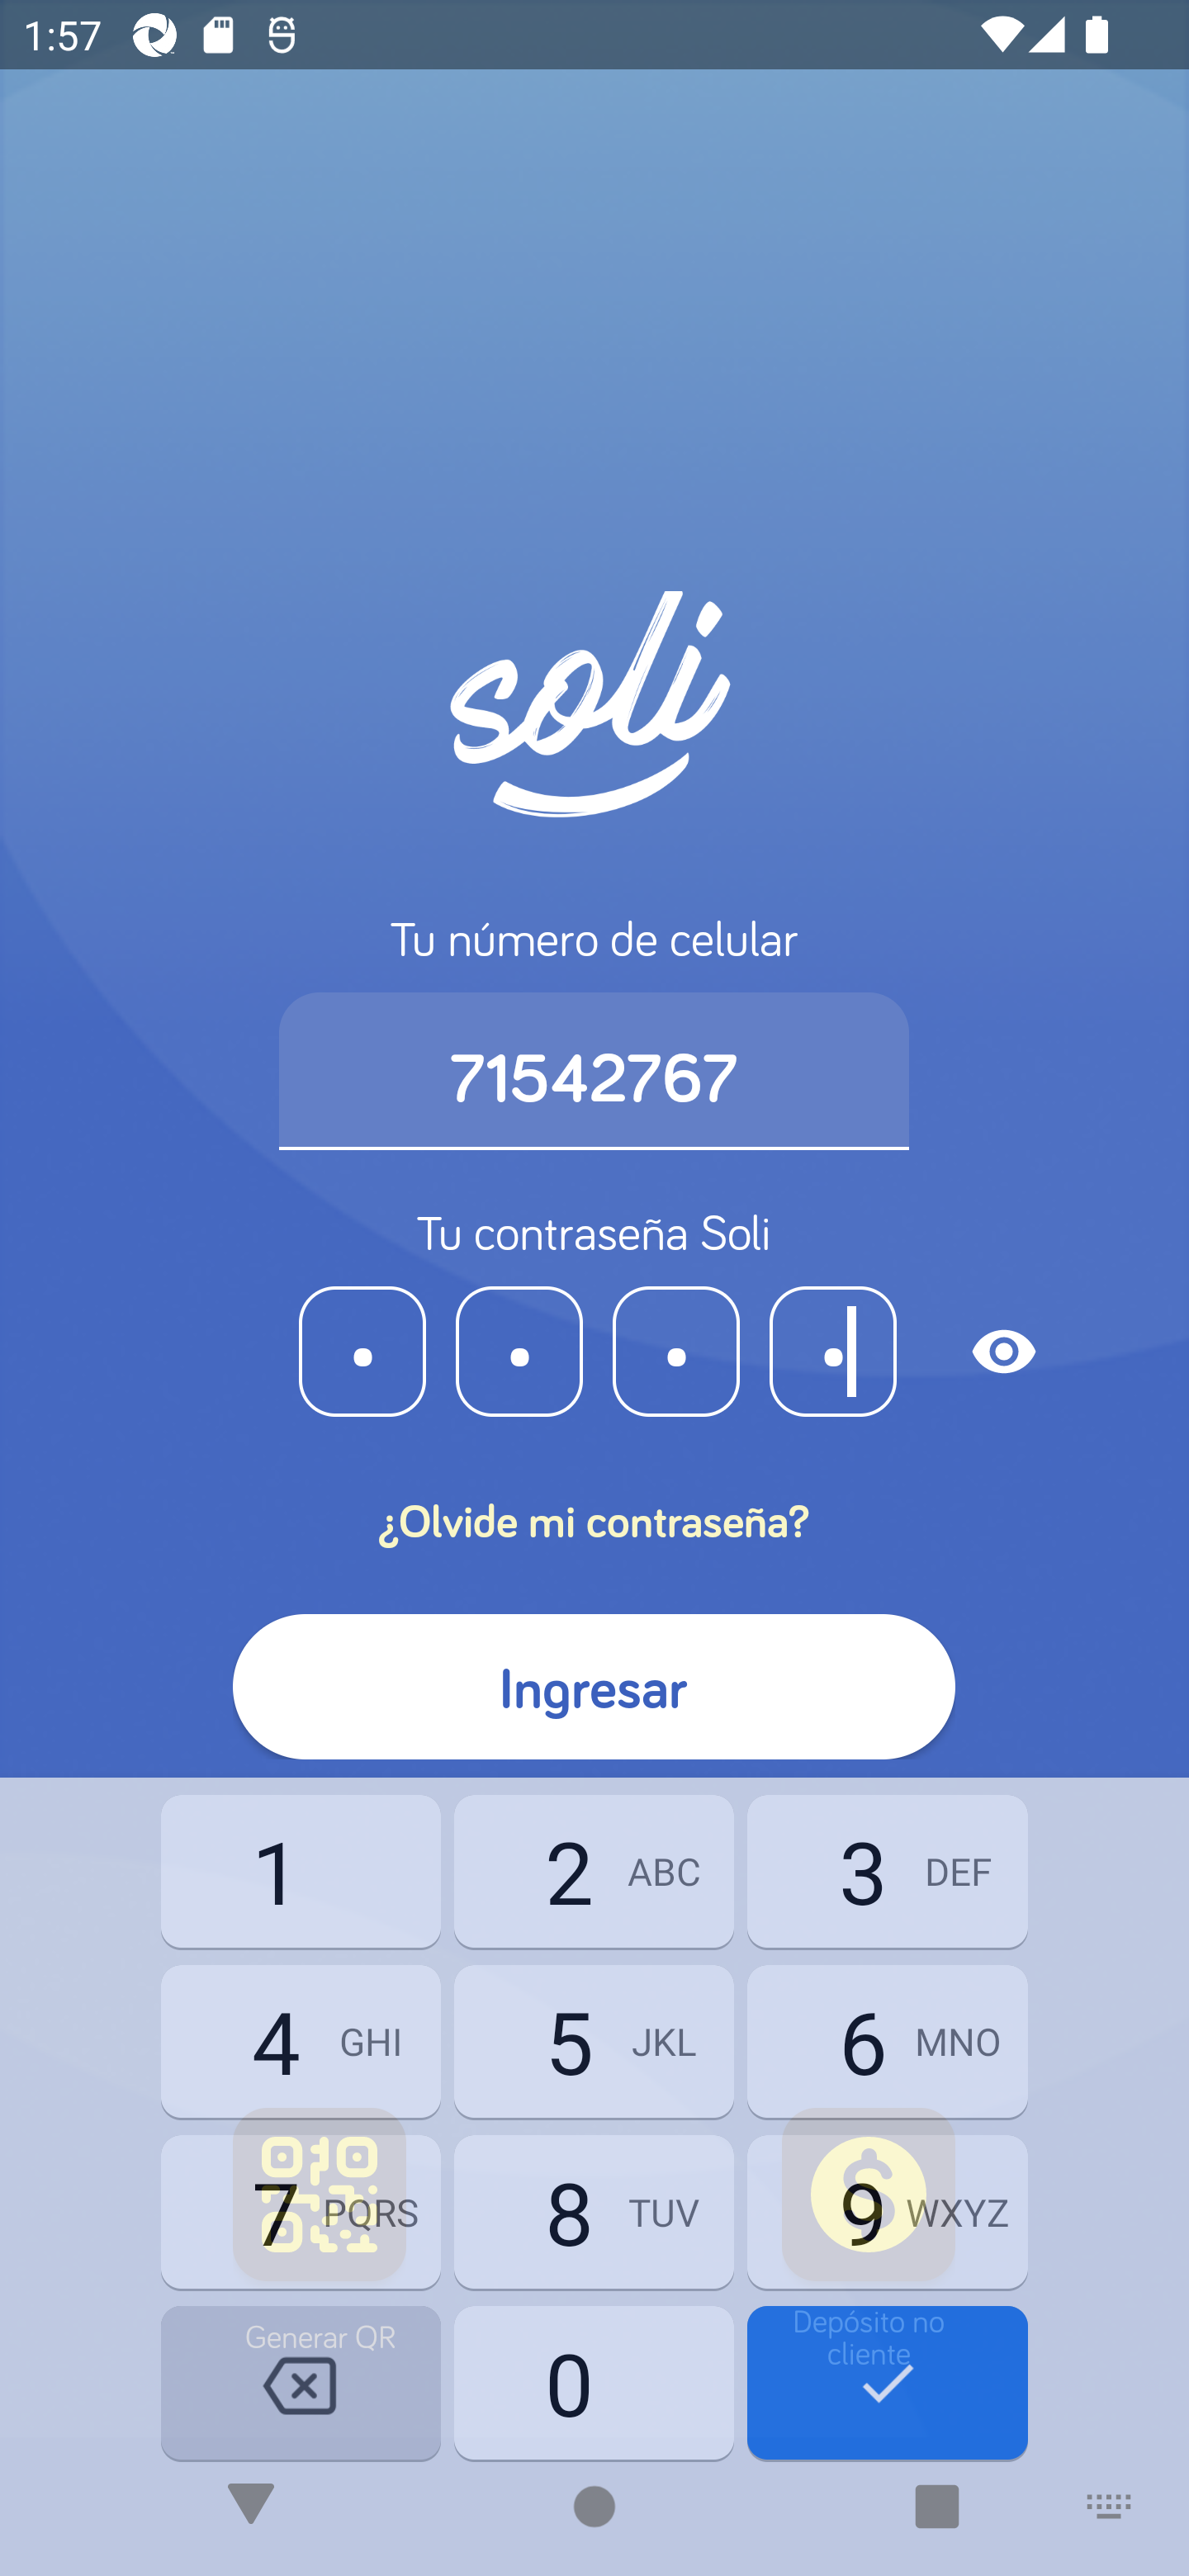 1:57
soli
Tu número de celular
71542767
Tu contraseña Soli
¿Olvide mi contraseña?
Ingresar
1
2 ABC
3 DEF
4 GHI
5 JKL
6 MNO
7 PQRS
8 TUV
9 WXYZ
Generar QR
0
Depósito no
cliente